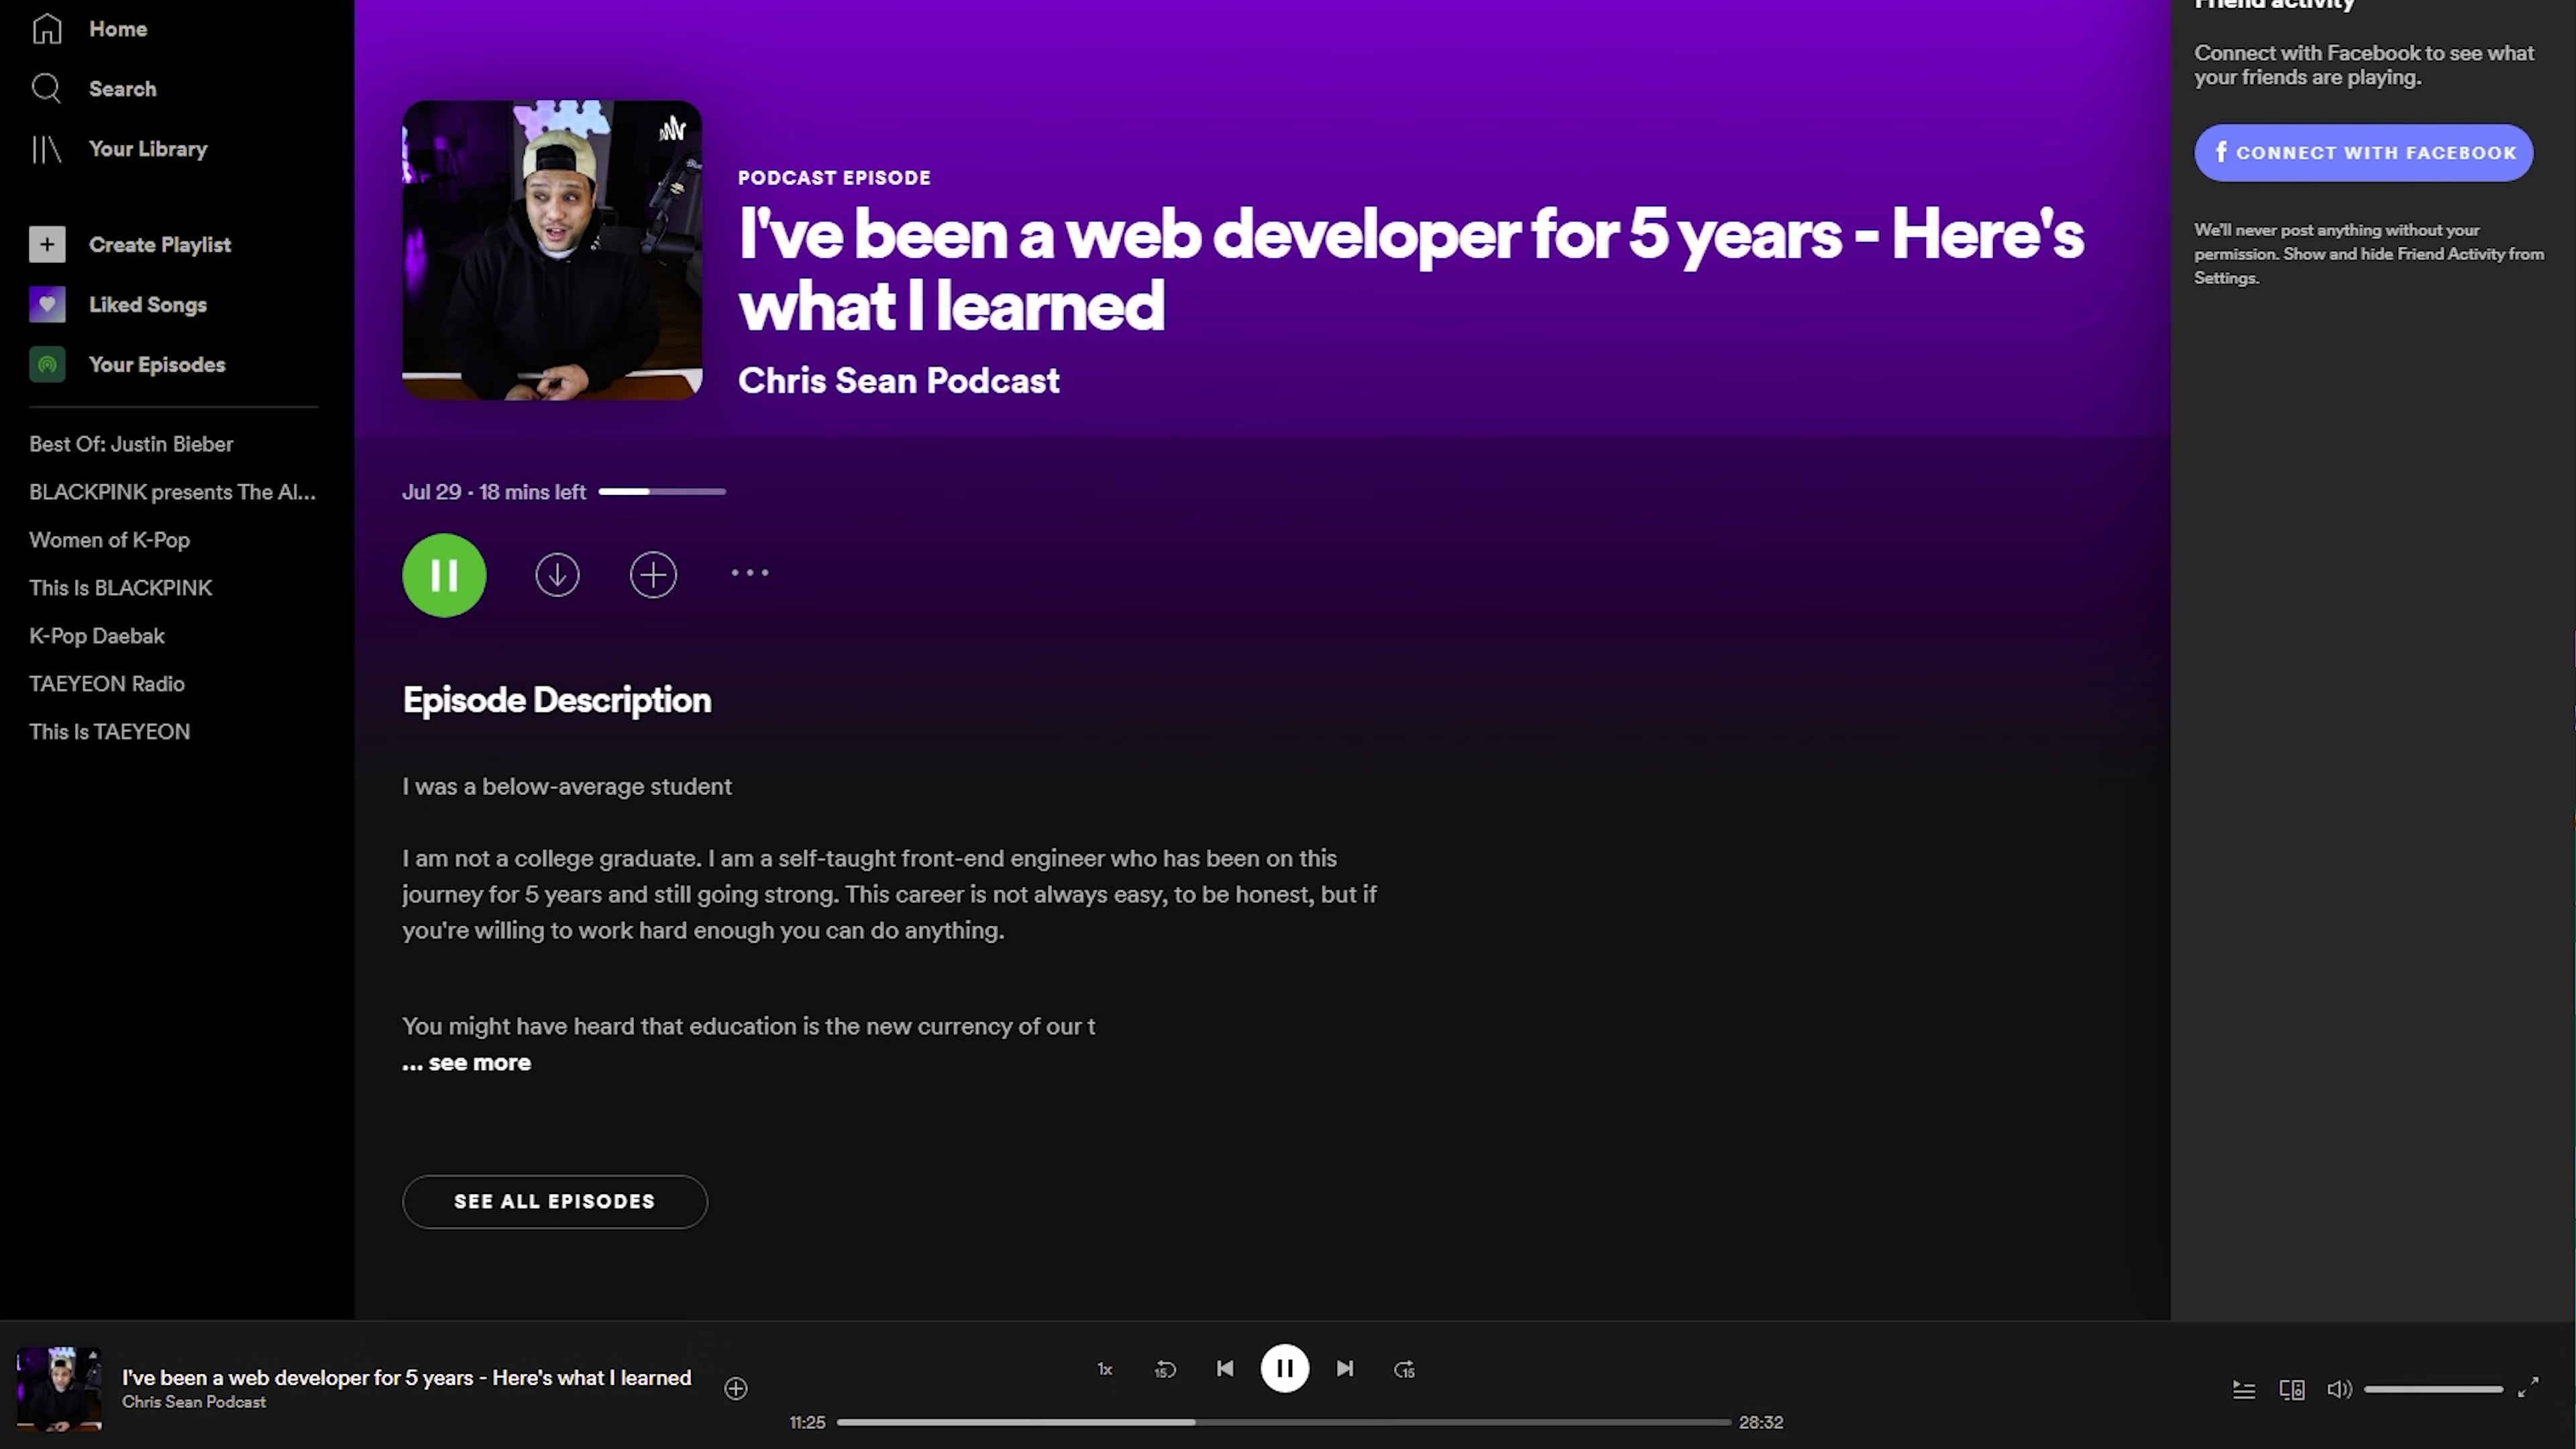 Home
Search
Your Library
Create Playlist
Liked Songs
Your Episodes
Best Of: Justin Bieber
BLACKPINK presents The Al...
Women of K-Pop
This Is BLACKPINK
K-Pop Daebak
TAEYEON Radio
This Is TAEYEON
PODCAST EPISODE
I've been a web developer for 5 years - Here's
what I learned
Chris Sean Podcast
Jul 29 · 18 mins left
Episode Description
I was a below-average student
I am not a college graduate. I am a self-taught front-end engineer who has been on this
journey for 5 years and still going strong. This career is not always easy, to be honest, but if
you're willing to work hard enough you can do anything.
You might have heard that education is the new currency of our t
... see more
SEE ALL EPISODES
Friend activity
Connect with Facebook to see what
your friends are playing.
f CONNECT WITH FACEBOOK
We'll never post anything without your
permission. Show and hide Friend Activity from
Settings.
I've been a web developer for 5 years - Here's what I learned
Chris Sean Podcast
1x
15
15
11:25
28:32